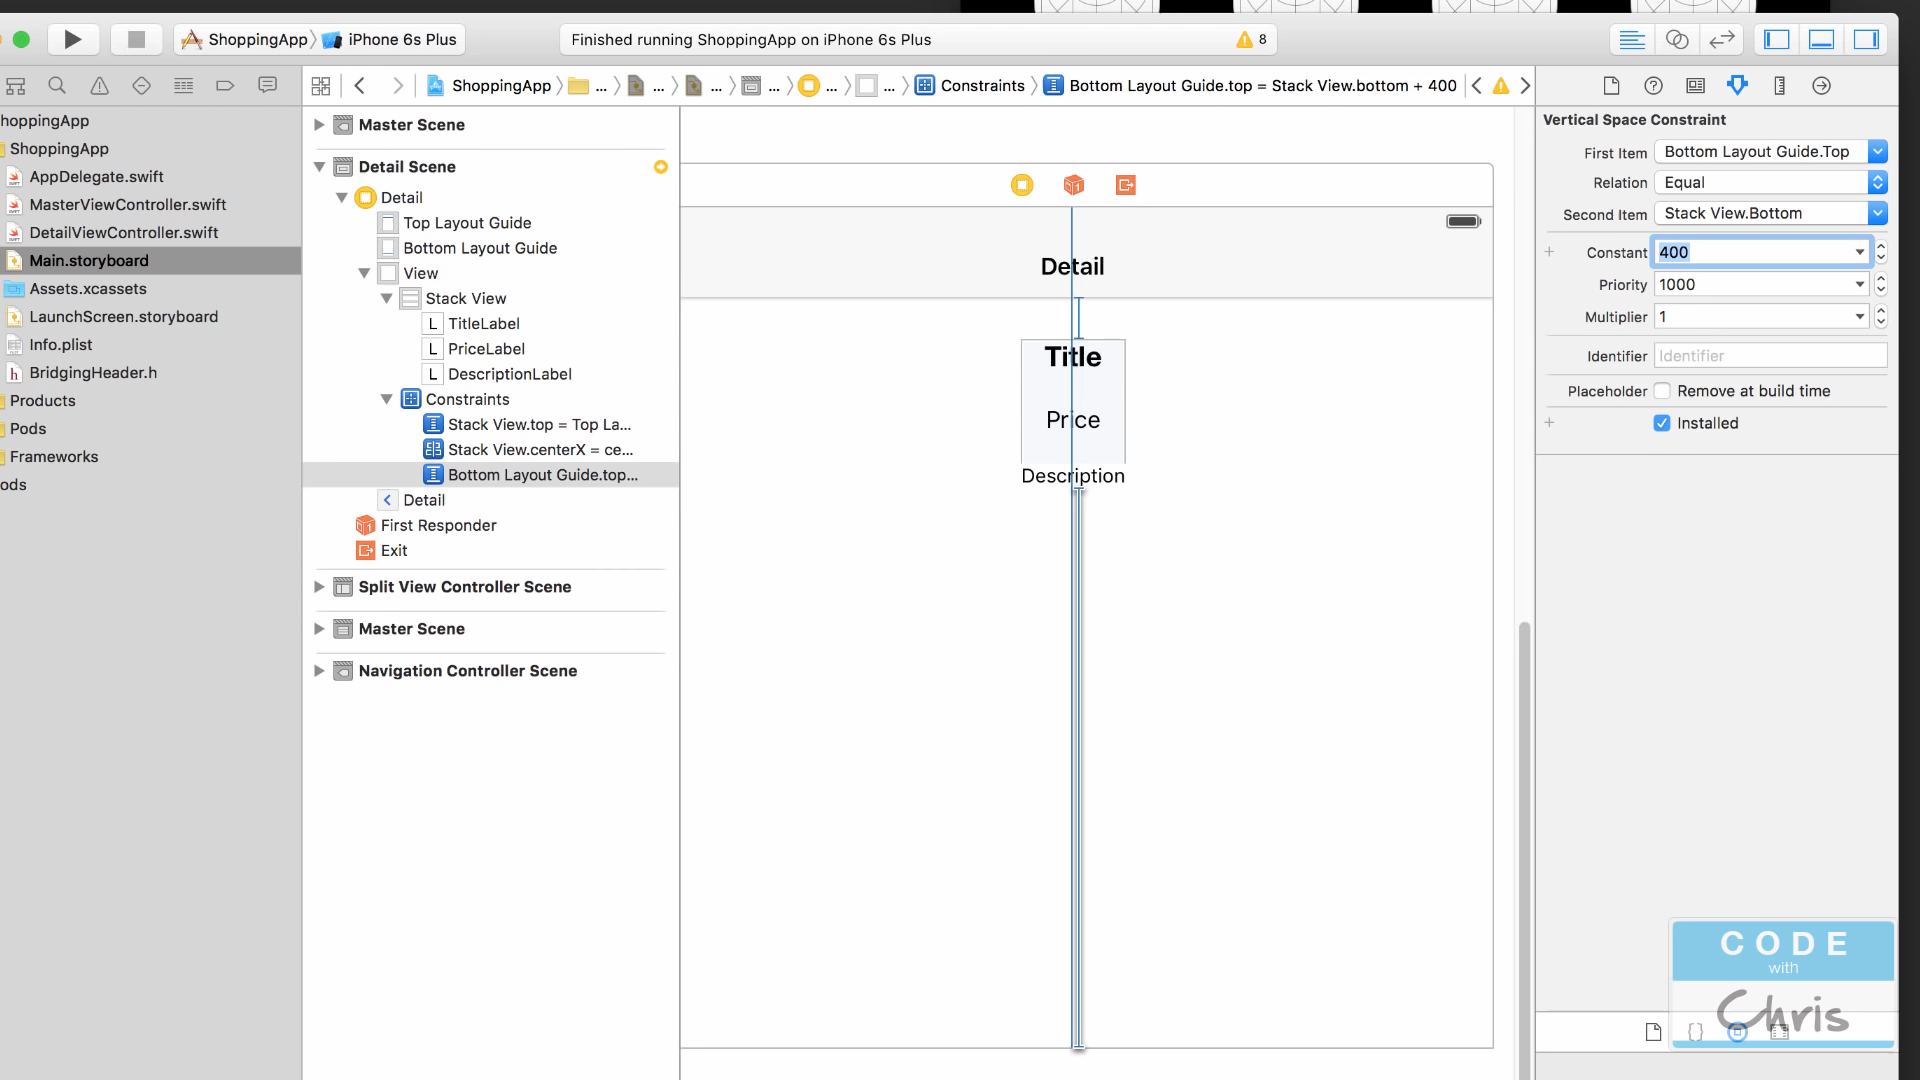 ShoppingApp
iPhone 6s Plus
Finished running ShoppingApp on iPhone 6s Plus
8
ShoppingApp
...
...
...
...
...
...
Constraints
Bottom Layout Guide.top = Stack View.bottom + 400
hoppingApp
ShoppingApp
AppDelegate.swift
MasterViewController.swift
DetailViewController.swift
Main.storyboard
Assets.xcassets
LaunchScreen.storyboard
Info.plist
h BridgingHeader.h
Products
Pods
Frameworks
ods
Master Scene
Detail Scene
Detail
Top Layout Guide
Bottom Layout Guide
View
Stack View
L TitleLabel
L PriceLabel
L DescriptionLabel
Constraints
Stack View.top = Top La...
Stack View.centerX = ce...
Bottom Layout Guide.top...
Detail
First Responder
Exit
Split View Controller Scene
Master Scene
Navigation Controller Scene
Detail
Title
Price
Description
Vertical Space Constraint
First Item Bottom Layout Guide.Top
Relation Equal
Second Item Stack View.Bottom
+ Constant 400
Priority 1000
Multiplier 1
Identifier Identifier
Placeholder Remove at build time
+ Installed
CODE
with
Chris